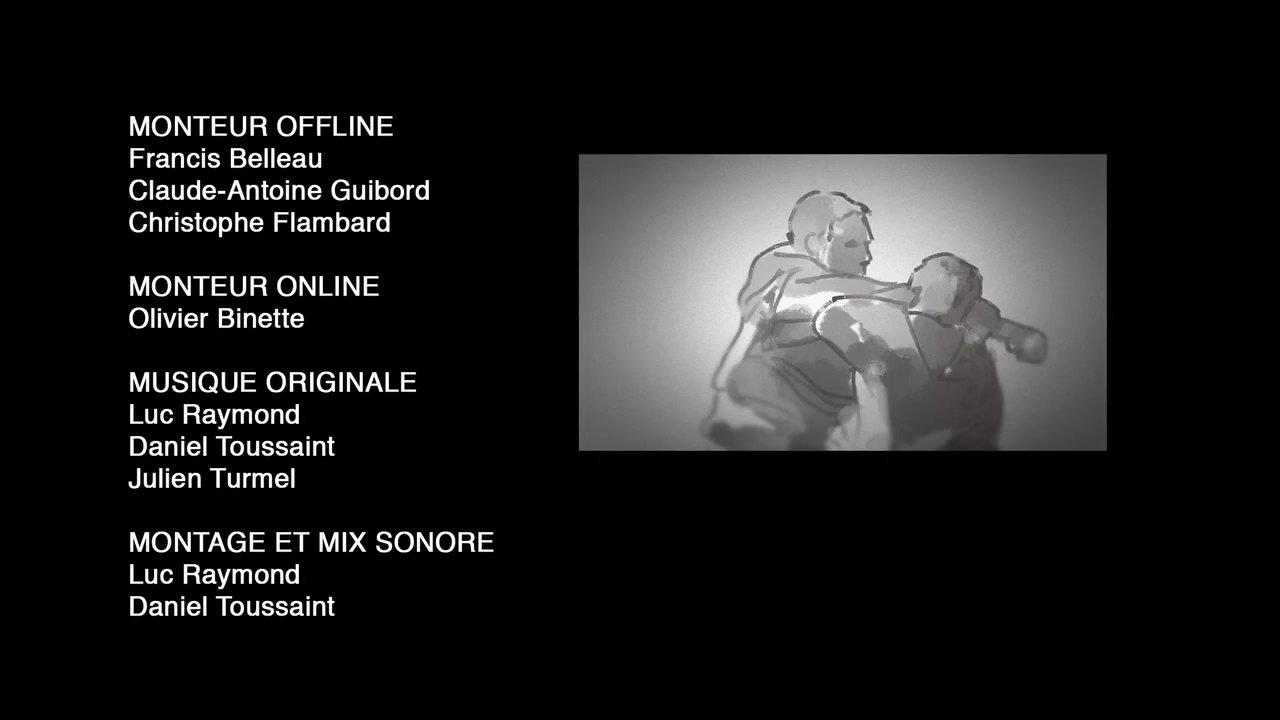 MONTEUR OFFLINE
Francis Belleau
Claude-Antoine Guibord
Christophe Flambard
MONTEUR ONLINE
Olivier Binette
MUSIQUE ORIGINALE
Luc Raymond
Daniel Toussaint
Julien Turmel
MONTAGE ET MIX SONORE
Luc Raymond
Daniel Toussaint